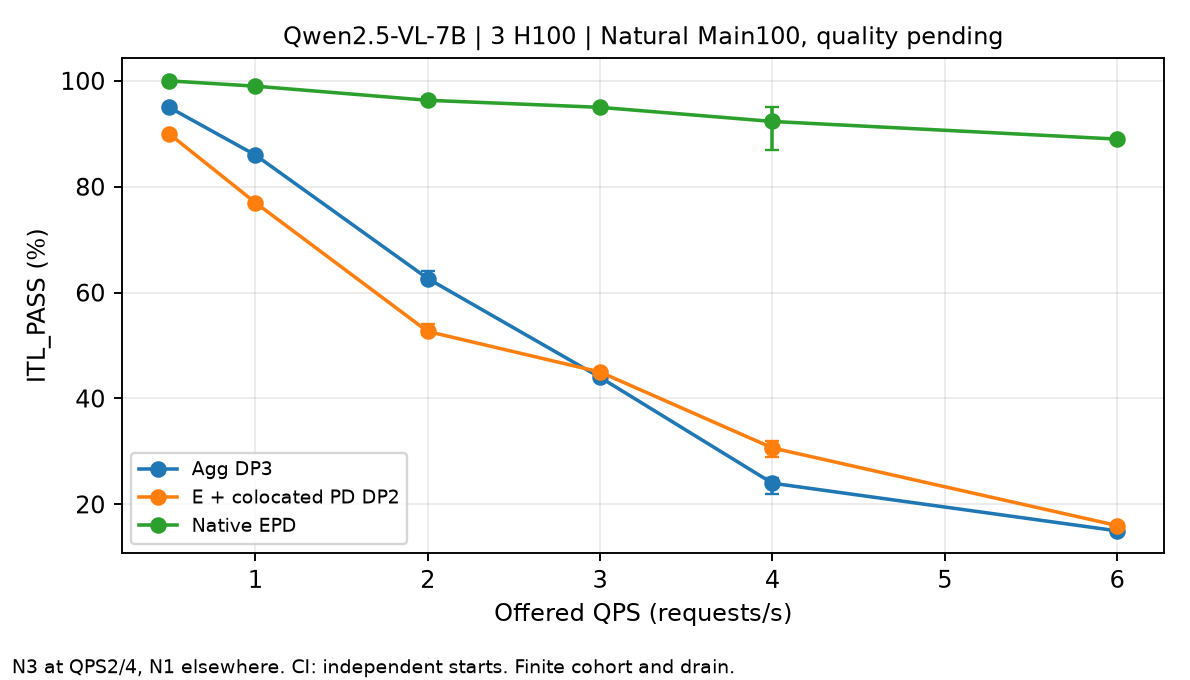 Qwen2.5-VL-7B | 3 H100 | Natural Main100, quality pending
ITL_PASS (%)
100
80
60
40
20
Agg DP3
E + colocated PD DP2
Native EPD
1 2 3 4 5 6
Offered QPS (requests/s)
N3 at QPS2/4, N1 elsewhere. CI: independent starts. Finite cohort and drain.